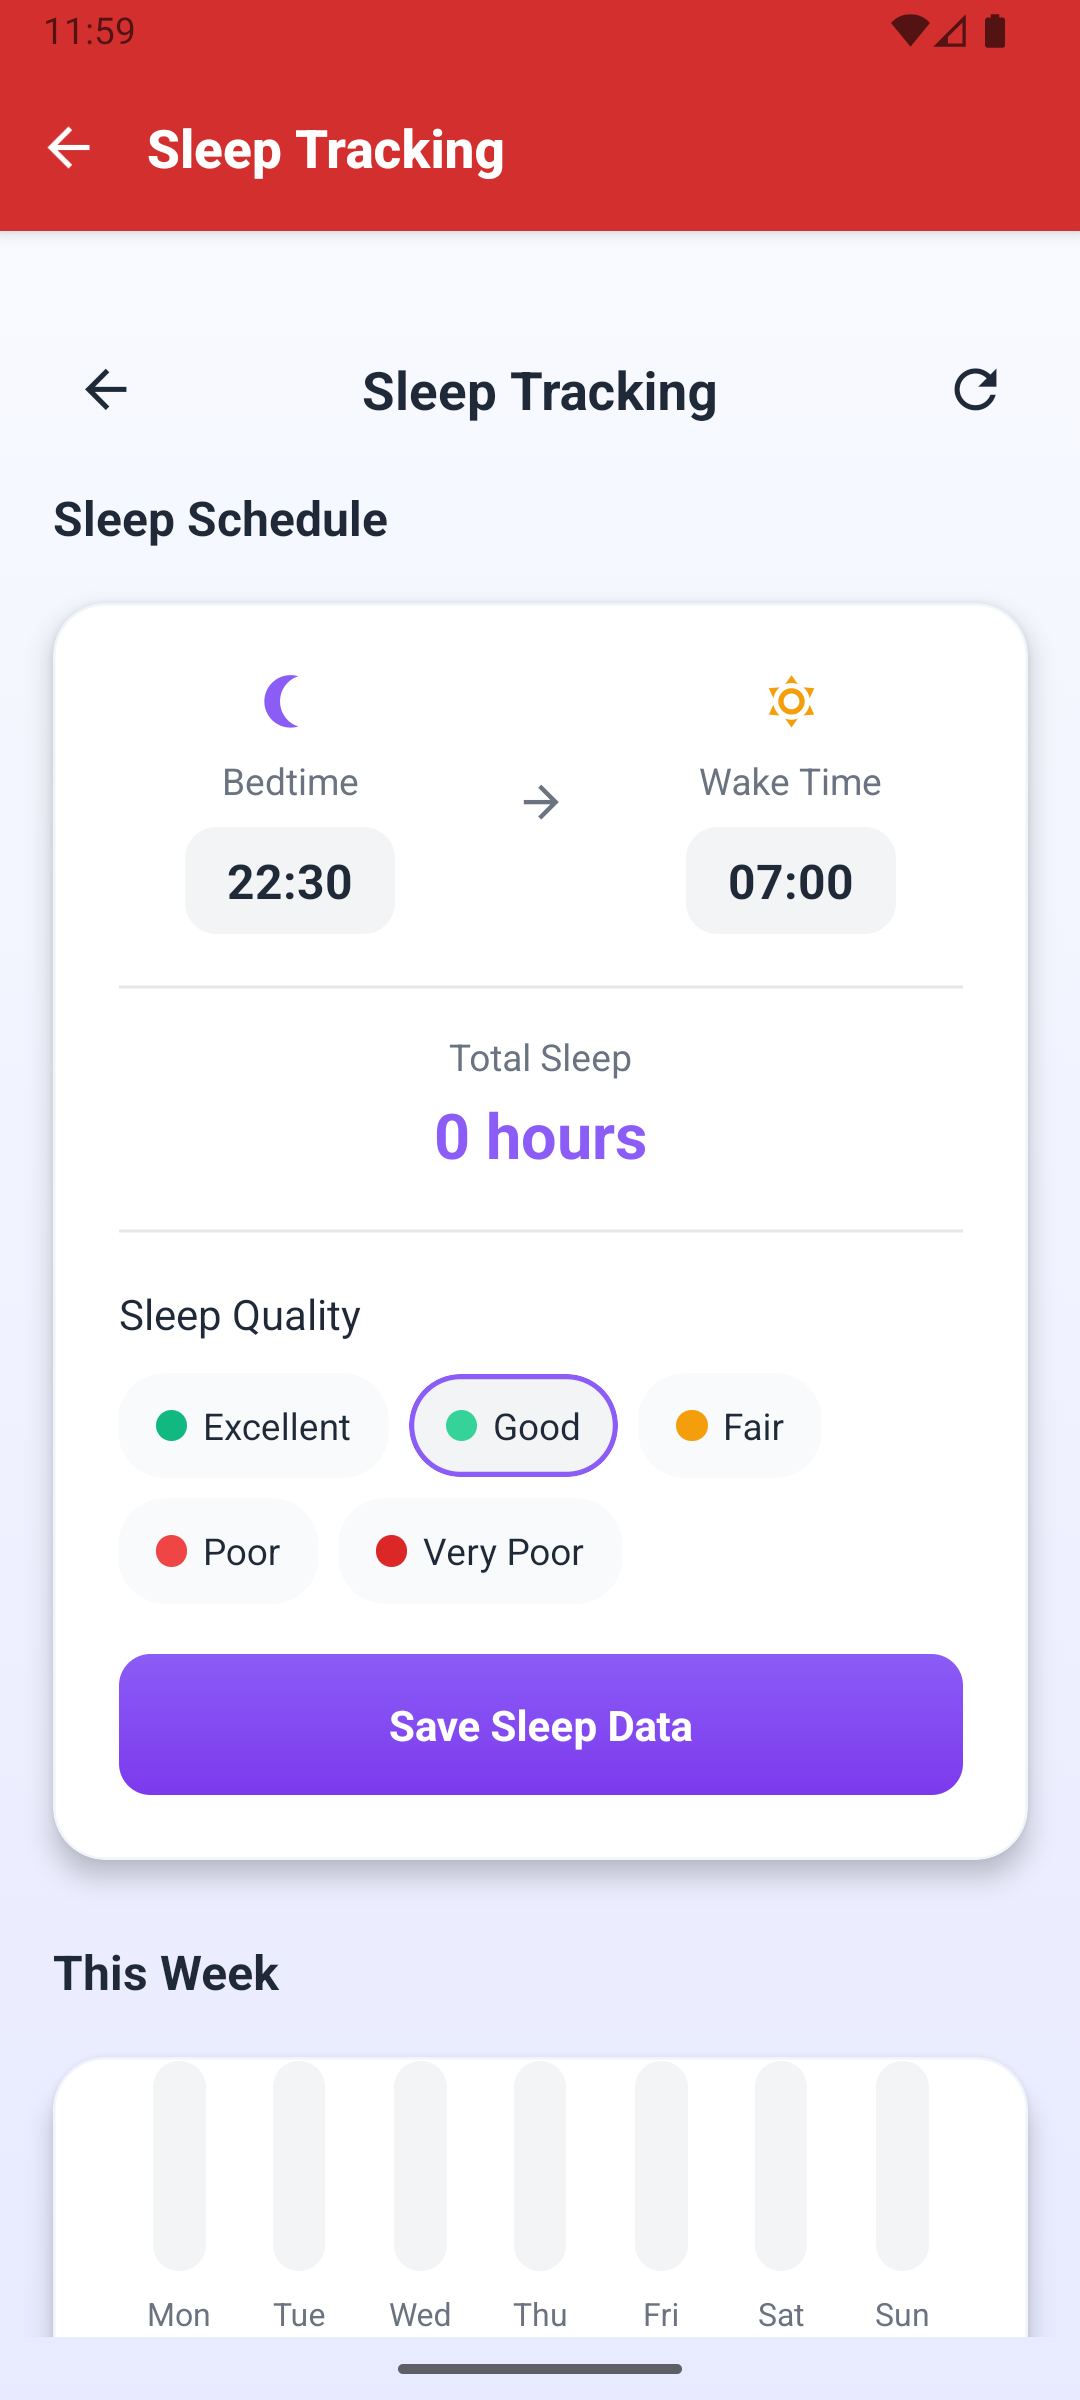 11:59
Sleep Tracking
Sleep Tracking
Sleep Schedule
Bedtime
Wake Time
22:30
07:00
Total Sleep
0 hours
Sleep Quality
Excellent
Good
Fair
Poor
Very Poor
Save Sleep Data
This Week
Mon Tue Wed Thu Fri Sat Sun